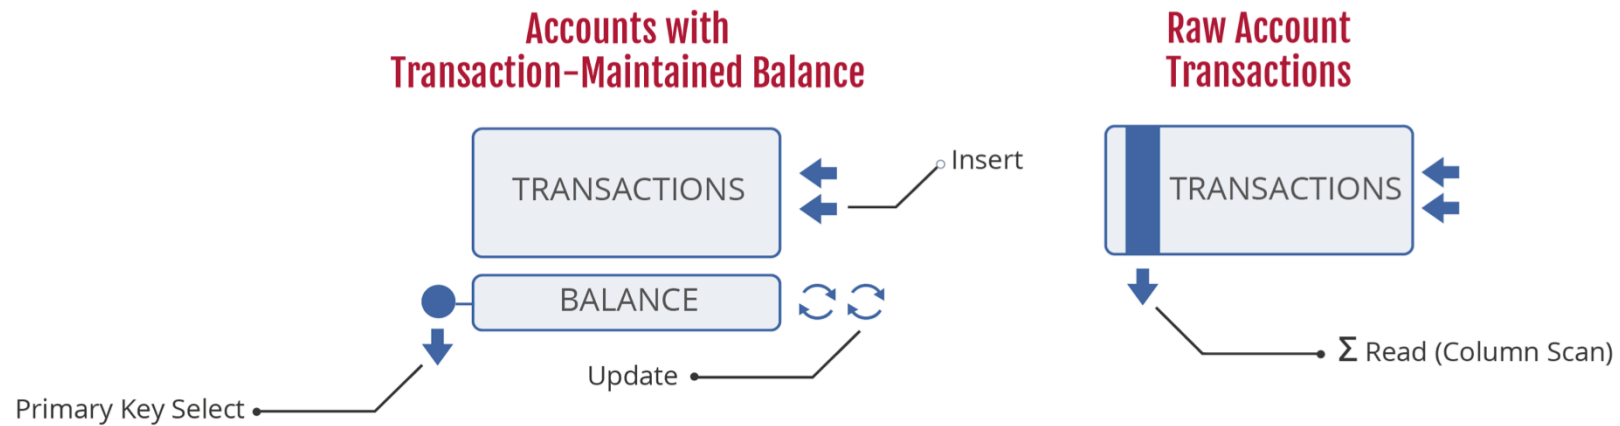 Accounts with
Transaction-Maintained Balance
TRANSACTIONS
Insert
BALANCE
Update
Primary Key Select
Raw Account
Transactions
TRANSACTIONS
Σ Read (Column Scan)